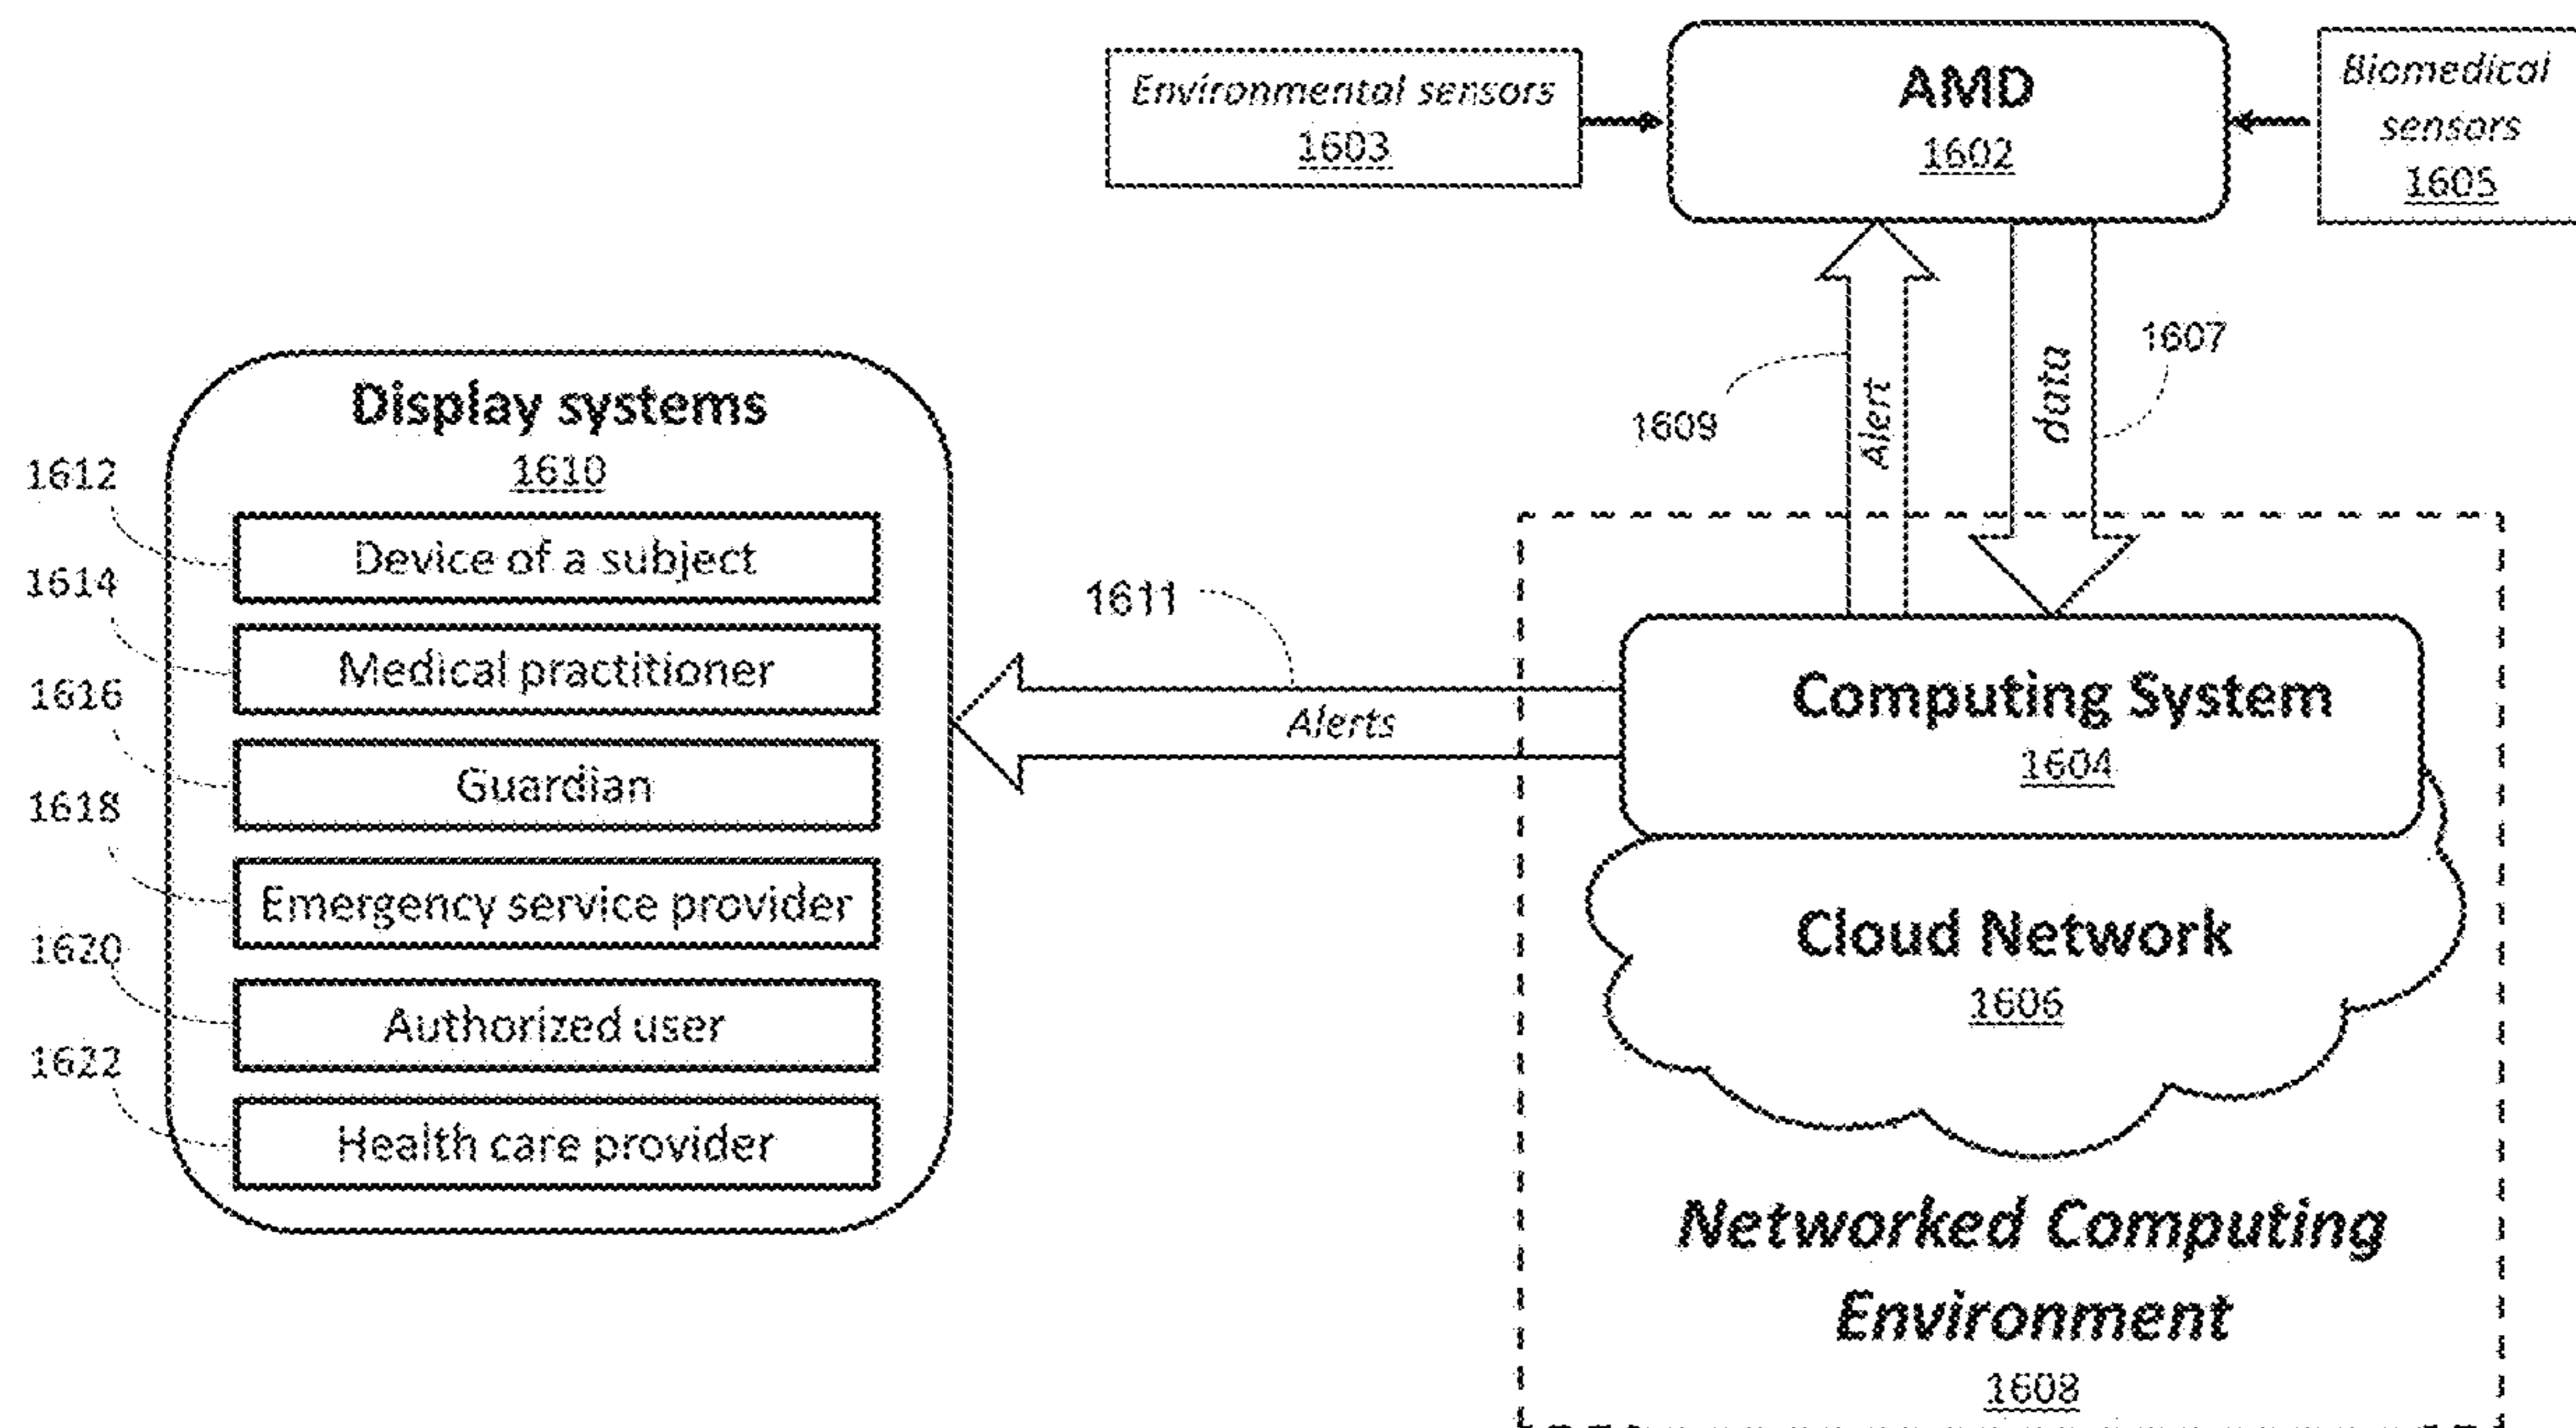 Environmental sensors
1603
AMD
1602
Biomedical
sensors
1605
1609
Alert
data
1607
Display systems
1610
1612
Device of a subject
1614
Medical practitioner
1616
Guardian
1618
Emergency service provider
1620
Authorized user
1622
Health care provider
1611
Alerts
Computing System
1604
Cloud Network
1606
Networked Computing
Environment
1608